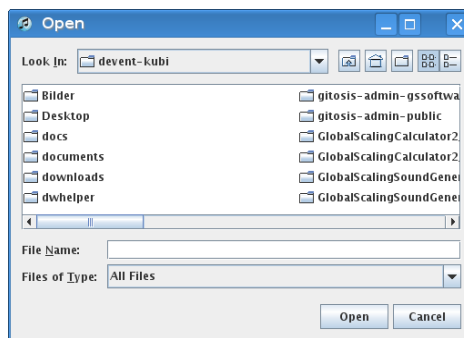 Open
Look In: devent-kubi
Bilder
Desktop
docs
documents
downloads
dwhelper
gitosis-admin-gssoftwa
gitosis-admin-public
GlobalScalingCalculator2
GlobalScalingCalculator2
GlobalScalingSoundGener
GlobalScalingSoundGener
File Name:
Files of Type: All Files
Open Cancel